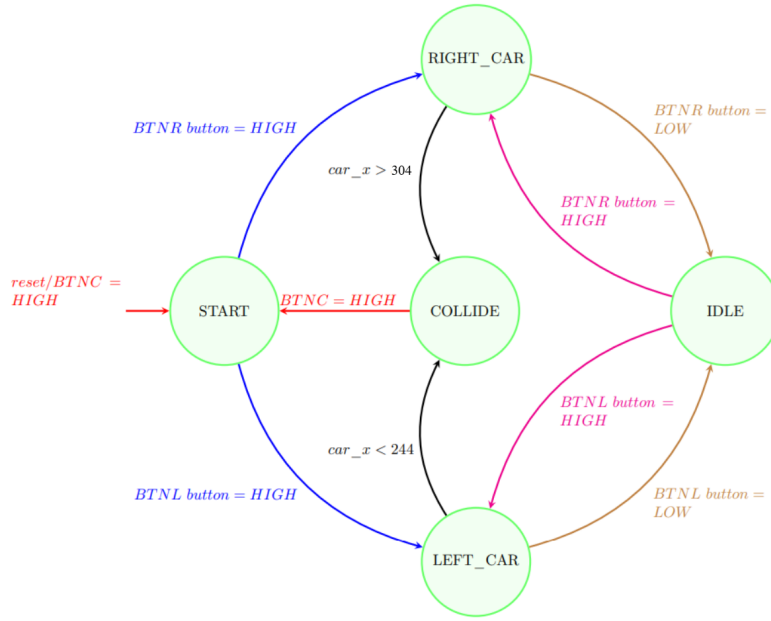 RIGHT_CAR
BTNR button = HIGH
BTNR button =
LOW
car_x > 304
BTNR button =
HIGH
reset/BTNC =
HIGH
START
BTNC = HIGH
COLLIDE
IDLE
BTNL button =
HIGH
car_x < 244
BTNL button = HIGH
BTNL button =
LOW
LEFT_CAR